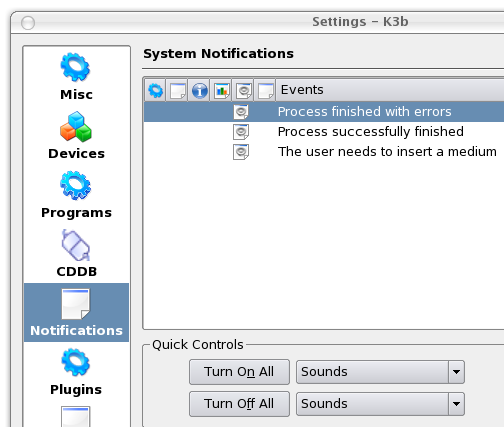 Settings – K3b
System Notifications
Misc
Devices
Programs
CDDB
Notifications
Plugins
Events
Process finished with errors
Process successfully finished
The user needs to insert a medium
Quick Controls
Turn On All
Sounds
Turn Off All
Sounds